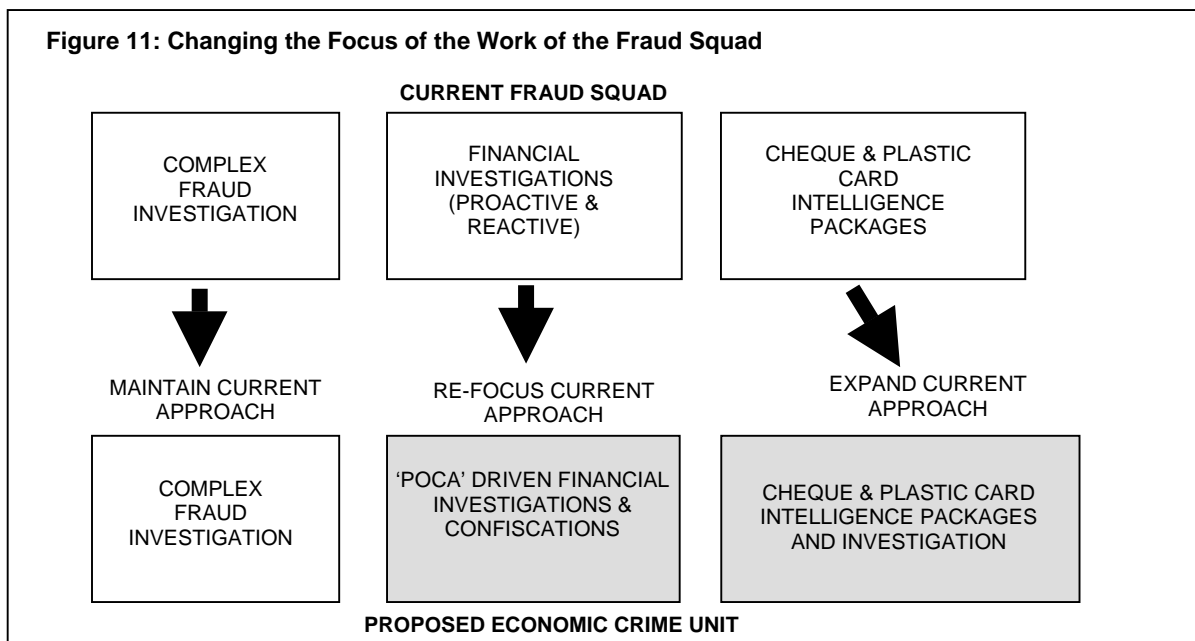 Figure 11: Changing the Focus of the Work of the Fraud Squad
CURRENT FRAUD SQUAD
COMPLEX
FRAUD
INVESTIGATION
FINANCIAL
INVESTIGATIONS
(PROACTIVE &
REACTIVE)
CHEQUE & PLASTIC
CARD
INTELLIGENCE
PACKAGES
MAINTAIN CURRENT
APPROACH
RE-FOCUS CURRENT
APPROACH
EXPAND CURRENT
APPROACH
COMPLEX
FRAUD
INVESTIGATION
'POCA' DRIVEN FINANCIAL
INVESTIGATIONS &
CONFISCATIONS
CHEQUE & PLASTIC CARD
INTELLIGENCE PACKAGES
AND INVESTIGATION
PROPOSED ECONOMIC CRIME UNIT